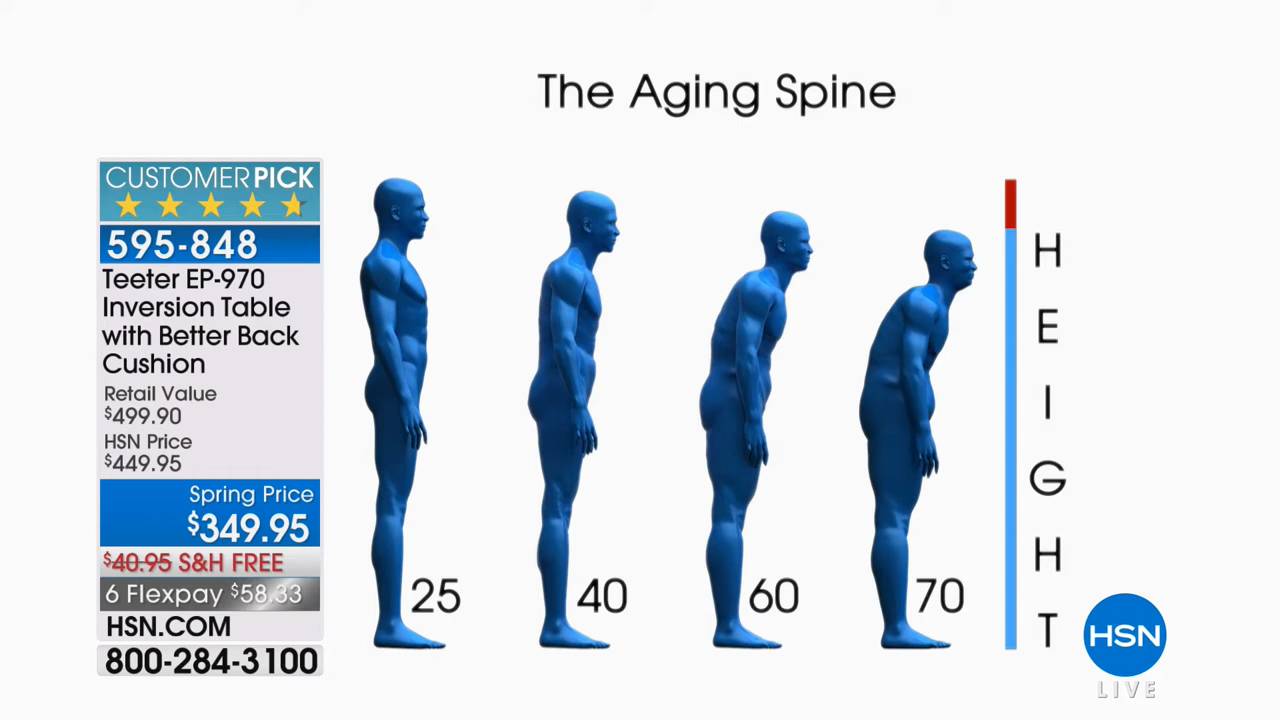 The Aging Spine
CUSTOMERPICK
595-848
Teeter EP-970
Inversion Table
with Better Back
Cushion
Retail Value
$499.90
HSN Price
$449.95
Spring Price
$349.95
$40.95 S&H FREE
6 Flexpay $58.33
HSN.COM
800-284-3100
25
40
60
70
H
E
I
G
H
T
HSN
LIVE